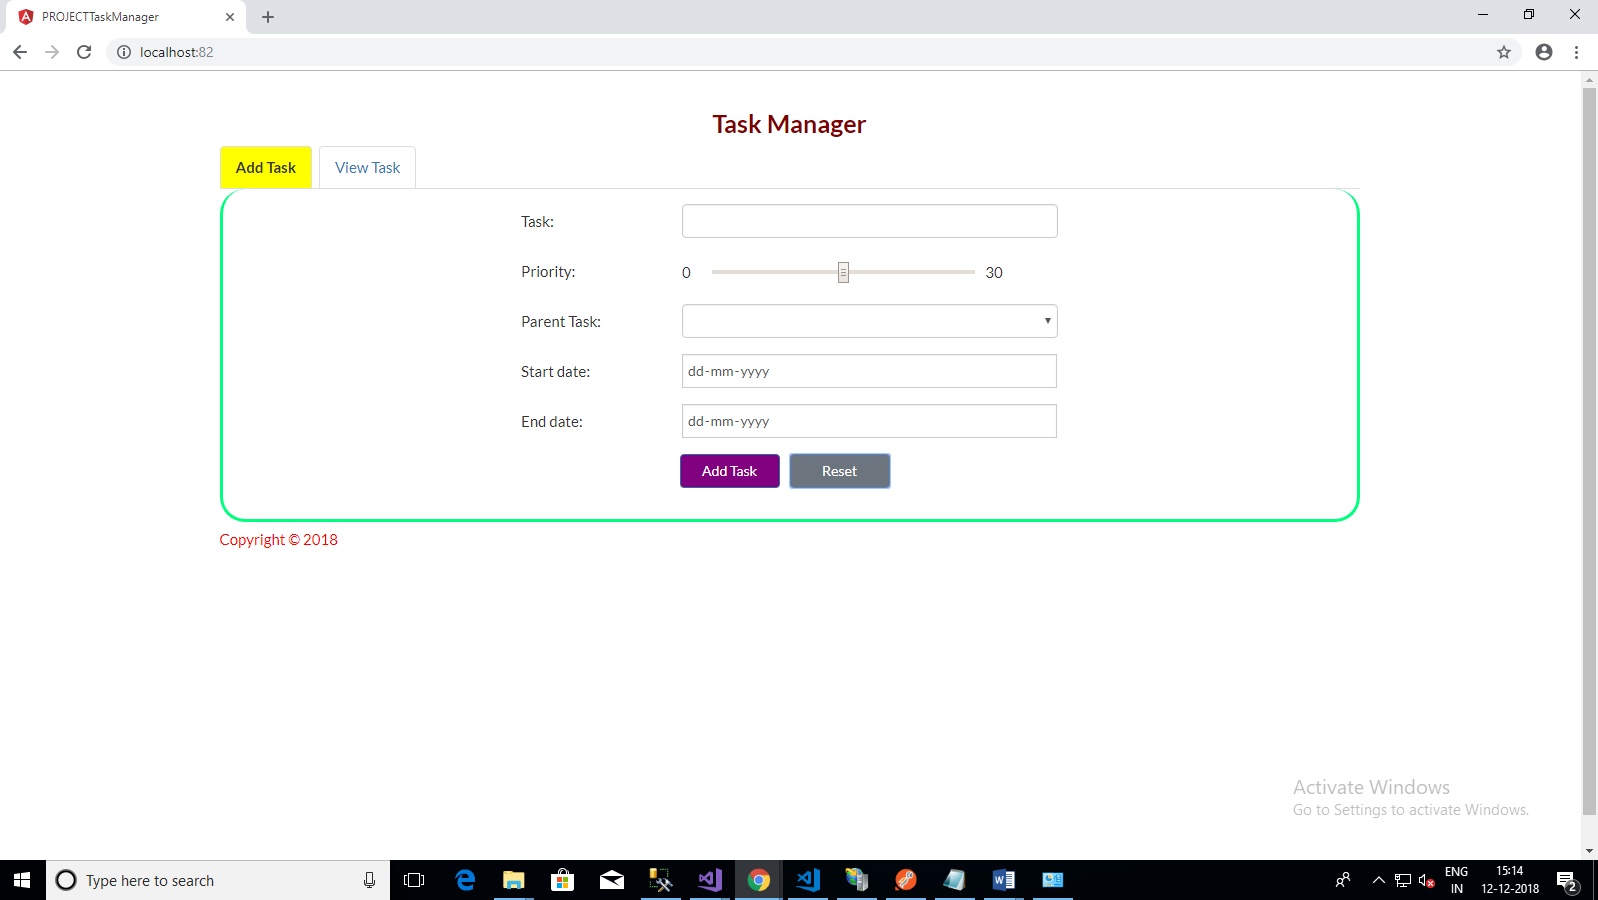 PROJECTTaskManager
localhost:82
Task Manager
Add Task
View Task
Task:
Priority:
0
30
Parent Task:
Start date:
dd-mm-yyyy
End date:
dd-mm-yyyy
Add Task
Reset
Copyright © 2018
Activate Windows
Go to Settings to activate Windows.
Type here to search
ENG
IN
15:14
12-12-2018
2